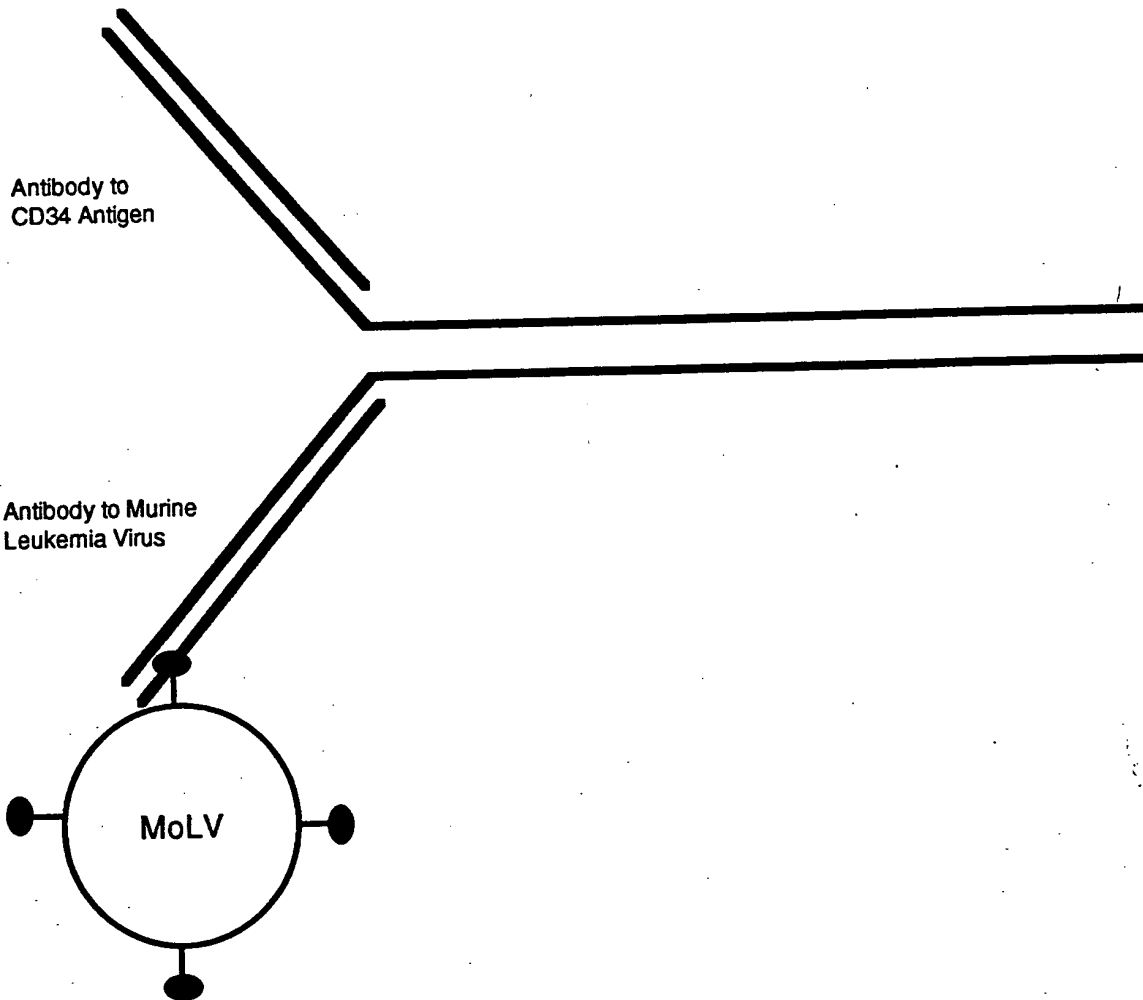 Antibody to
CD34 Antigen
Antibody to Murine
Leukemia Virus
MoLV